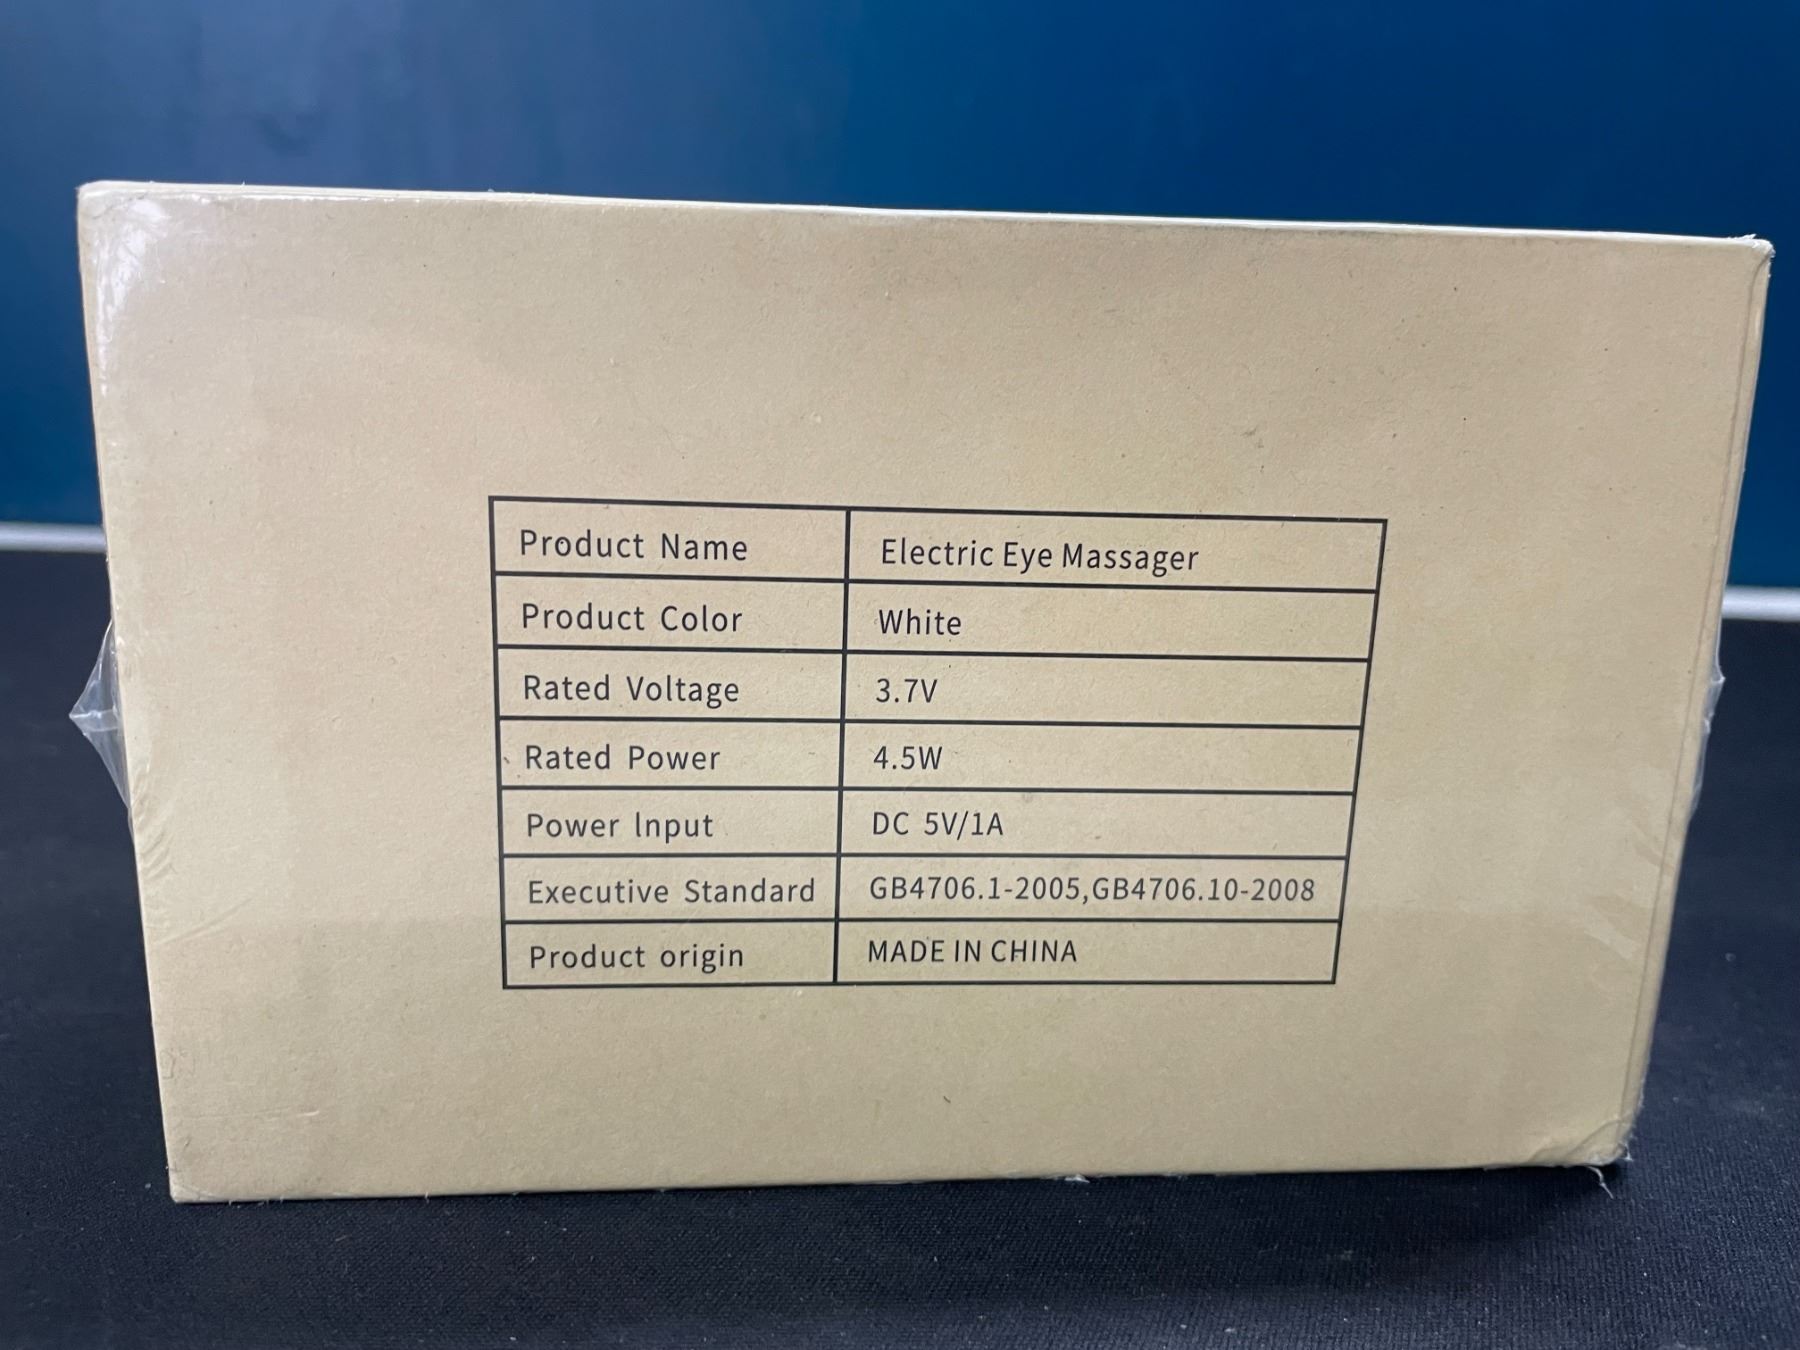 Product Name Electric Eye Massager
Product Color White
Rated Voltage 3.7V
Rated Power 4.5W
Power Input DC 5V/1A
Executive Standard GB4706.1-2005,GB4706.10-2008
Product origin MADE IN CHINA